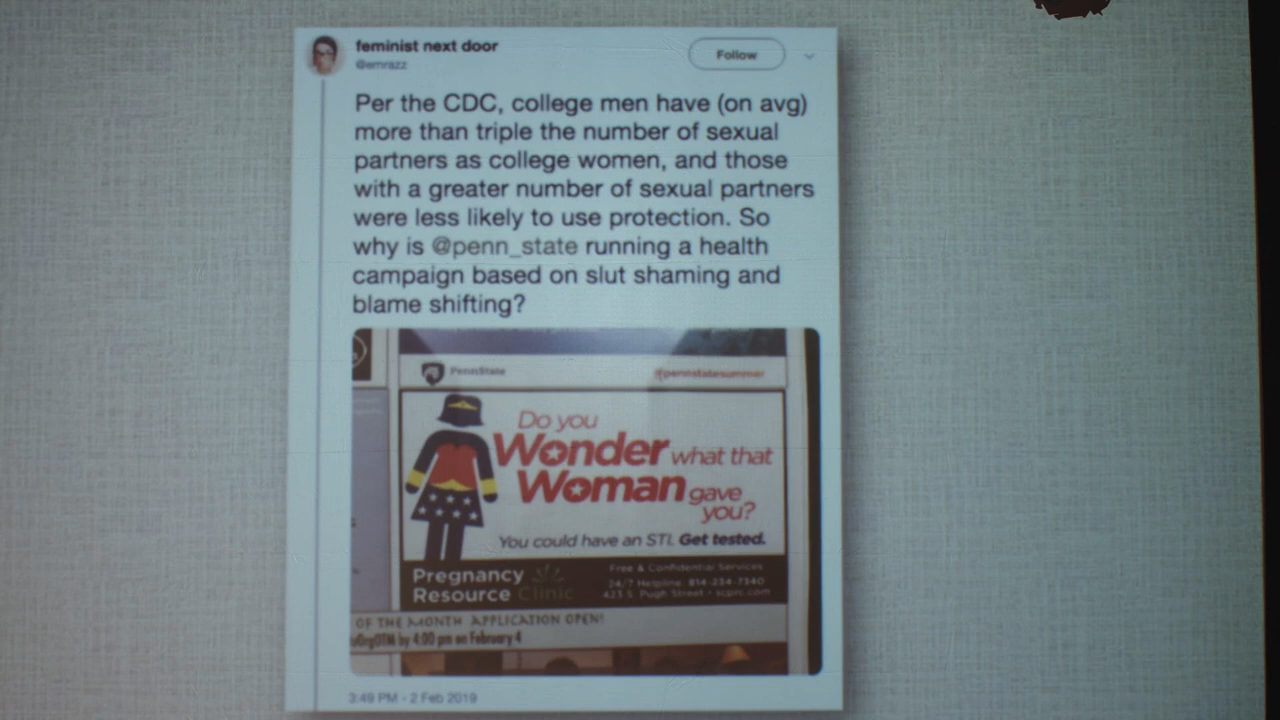 feminist next door
@emrazz
Follow
Per the CDC, college men have (on avg)
more than triple the number of sexual
partners as college women, and those
with a greater number of sexual partners
were less likely to use protection. So
why is @penn_state running a health
campaign based on slut shaming and
blame shifting?
PennState
#pennstatesummer
Do you
Wonder what that
Woman gave
you?
You could have an STI. Get tested.
Pregnancy
Resource Clinic
Free & Confidential Services
24/7 Helpline: 814-234-7340
423 S. Pugh Street • scprc.com
OF THE MONTH APPLICATION OPEN!
by 4:00 pm on February 4
3:49 PM - 2 Feb 2019